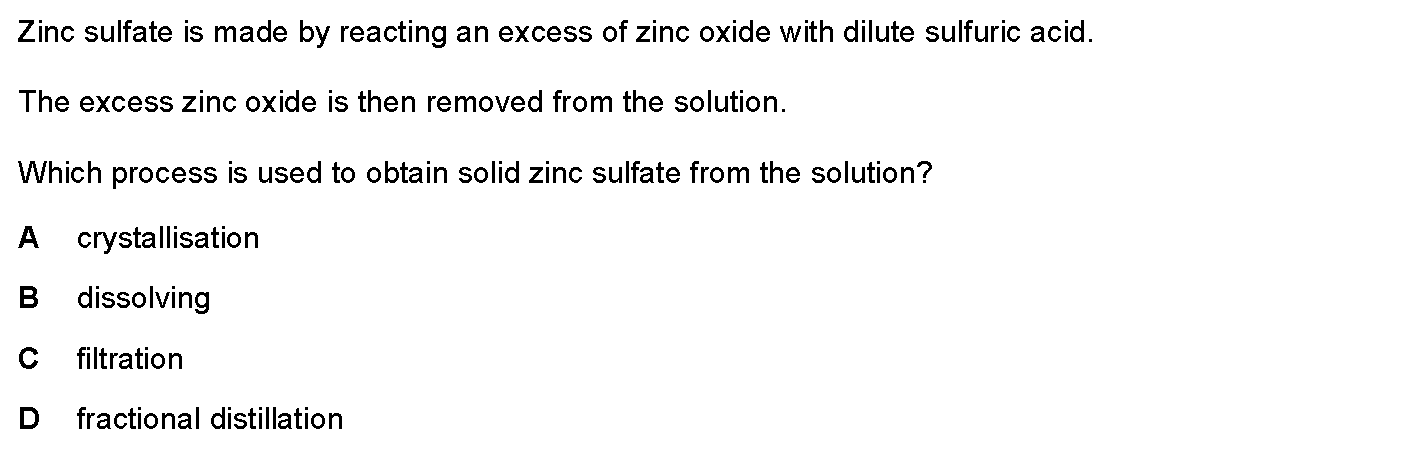 Zinc sulfate is made by reacting an excess of zinc oxide with dilute sulfuric acid.
The excess zinc oxide is then removed from the solution.
Which process is used to obtain solid zinc sulfate from the solution?
A crystallisation
B dissolving
C filtration
D fractional distillation